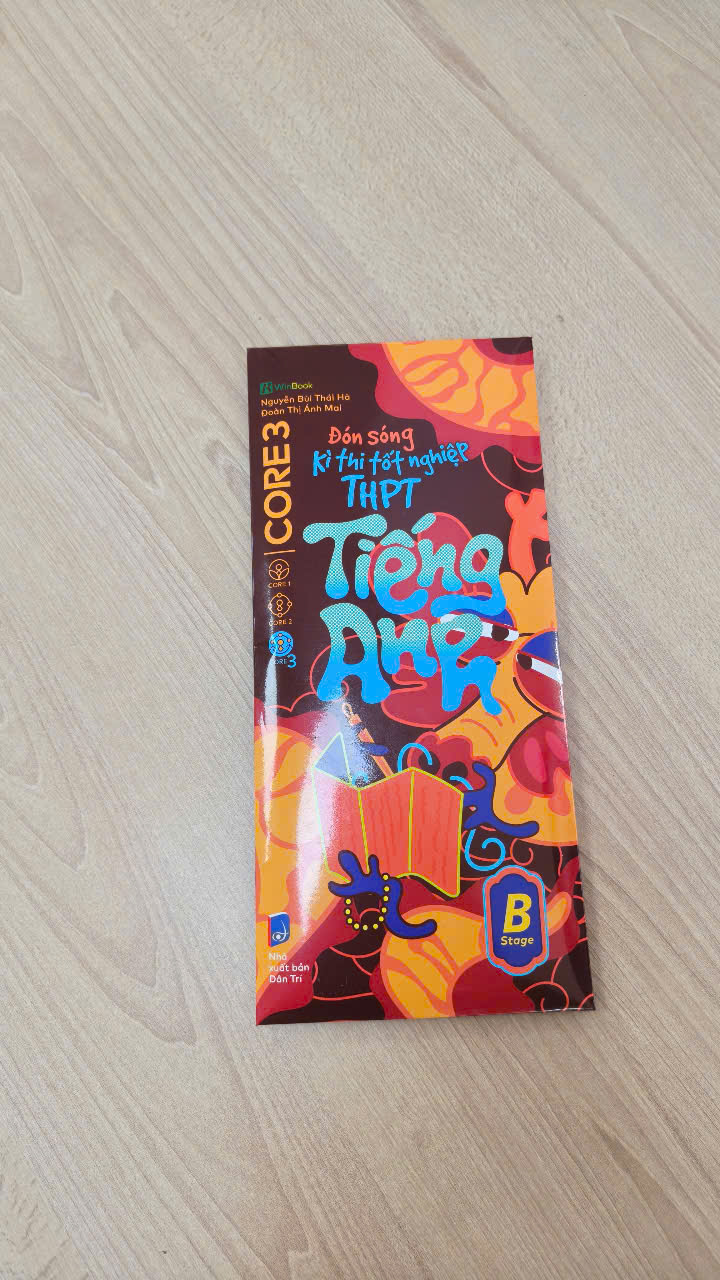 WinBook
Nguyễn Bùi Thái Hà
Đoàn Thị Ánh Mai
CORE 3
Đón sóng
Kì thi tốt nghiệp
THPT
Tiếng
Anh
CORE 1
CORE 2
CORE 3
B
Stage
Nhà
xuất bản
Dân Trí